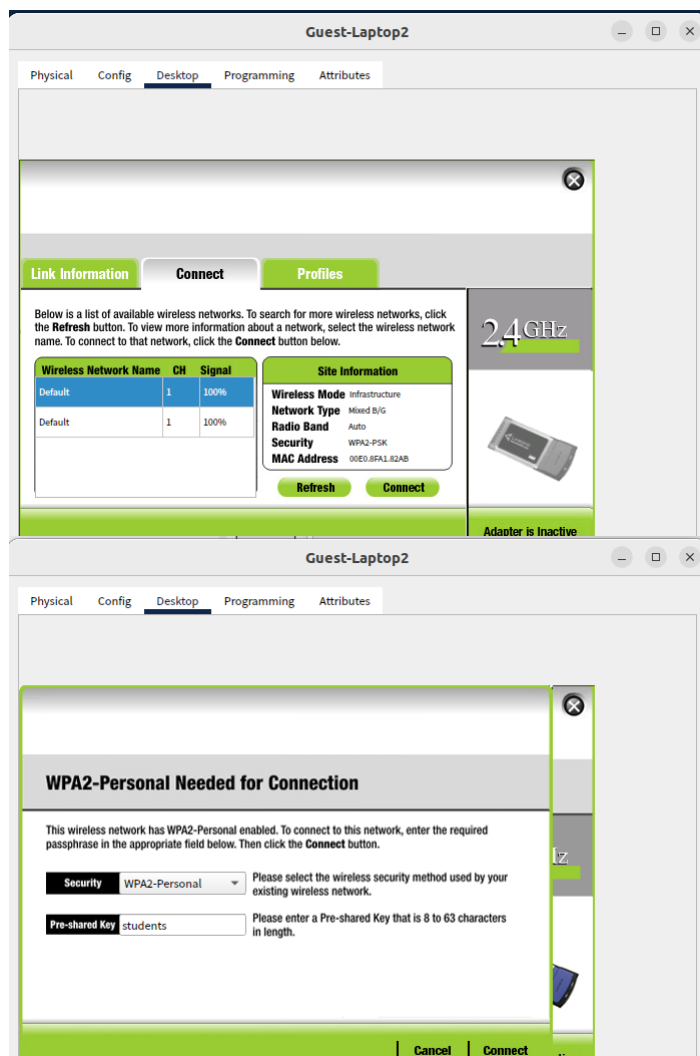 Guest-Laptop2
Physical Config Desktop Programming Attributes
Link Information Connect Profiles
Below is a list of available wireless networks. To search for more wireless networks, click
the Refresh button. To view more information about a network, select the wireless network
name. To connect to that network, click the Connect button below.
2.4GHz
Wireless Network Name CH Signal
Default 1 100%
Default 1 100%
Site Information
Wireless Mode Infrastructure
Network Type Mixed B/G
Radio Band Auto
Security WPA2-PSK
MAC Address 00E0.8FA1.82AB
Refresh Connect
Adapter is Inactive
Guest-Laptop2
Physical Config Desktop Programming Attributes
WPA2-Personal Needed for Connection
This wireless network has WPA2-Personal enabled. To connect to this network, enter the required
passphrase in the appropriate field below. Then click the Connect button.
Security WPA2-Personal
Please select the wireless security method used by your
existing wireless network.
Pre-shared Key students
Please enter a Pre-shared Key that is 8 to 63 characters
in length.
Cancel Connect